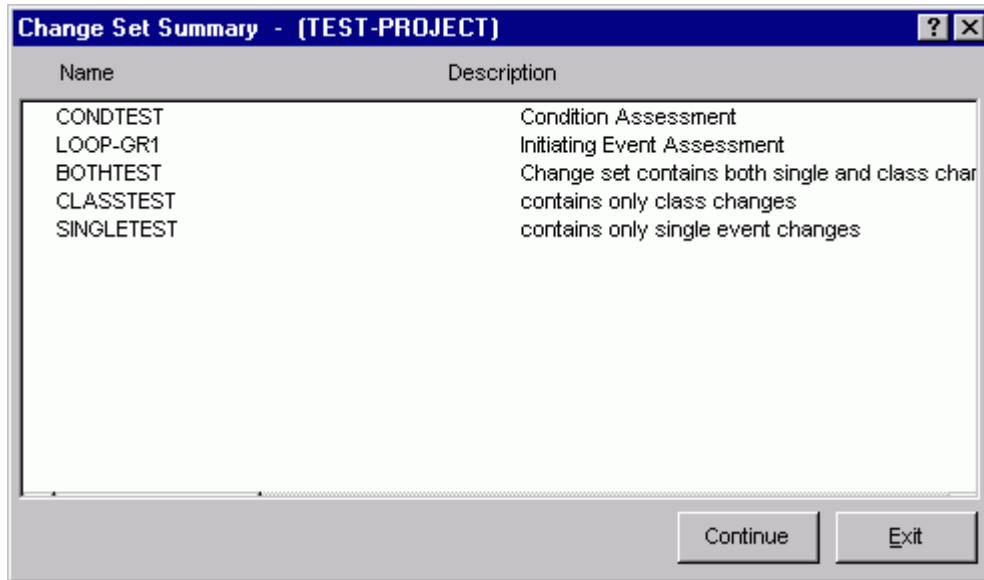 Change Set Summary - (TEST-PROJECT)
Name Description
CONDTEST Condition Assessment
LOOP-GR1 Initiating Event Assessment
BOTHTEST Change set contains both single and class char
CLASSTEST contains only class changes
SINGLETEST contains only single event changes
Continue Exit